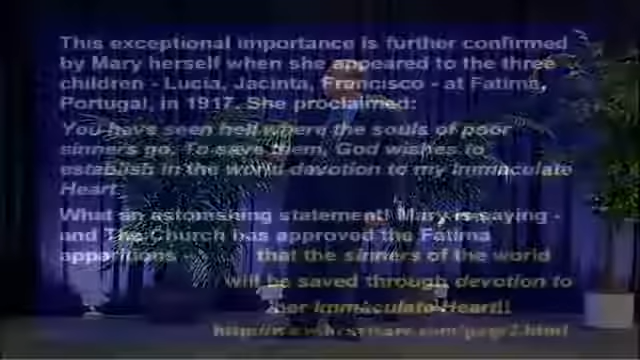 This exceptional importance is further confirmed
by Mary herself when she appeared to the three
children - Lucia, Jacinta, Francisco - at Fatima,
Portugal, in 1917. She proclaimed:
You have seen hell where the souls of poor
sinners go. To save them, God wishes to
establish in the world devotion to my Immaculate
Heart.
What an astonishing statement! Mary is saying -
and The Church has approved the Fatima
apparitions - that the sinners of the world
will be saved through devotion to
her Immaculate Heart!!